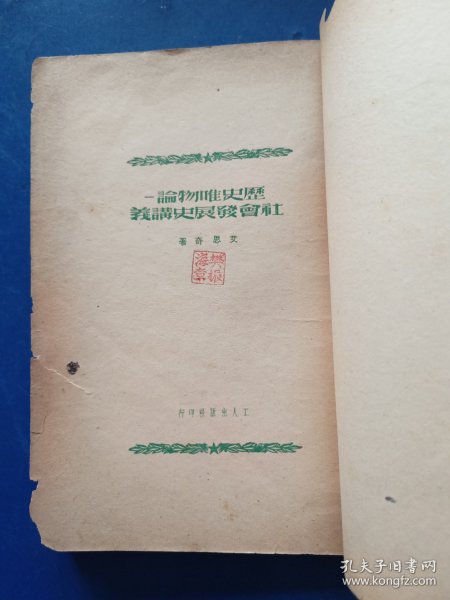 歷史唯物論—
社會發展史講義
艾思奇著
工人出版社印行
孔夫子旧书网
www.kongfz.com